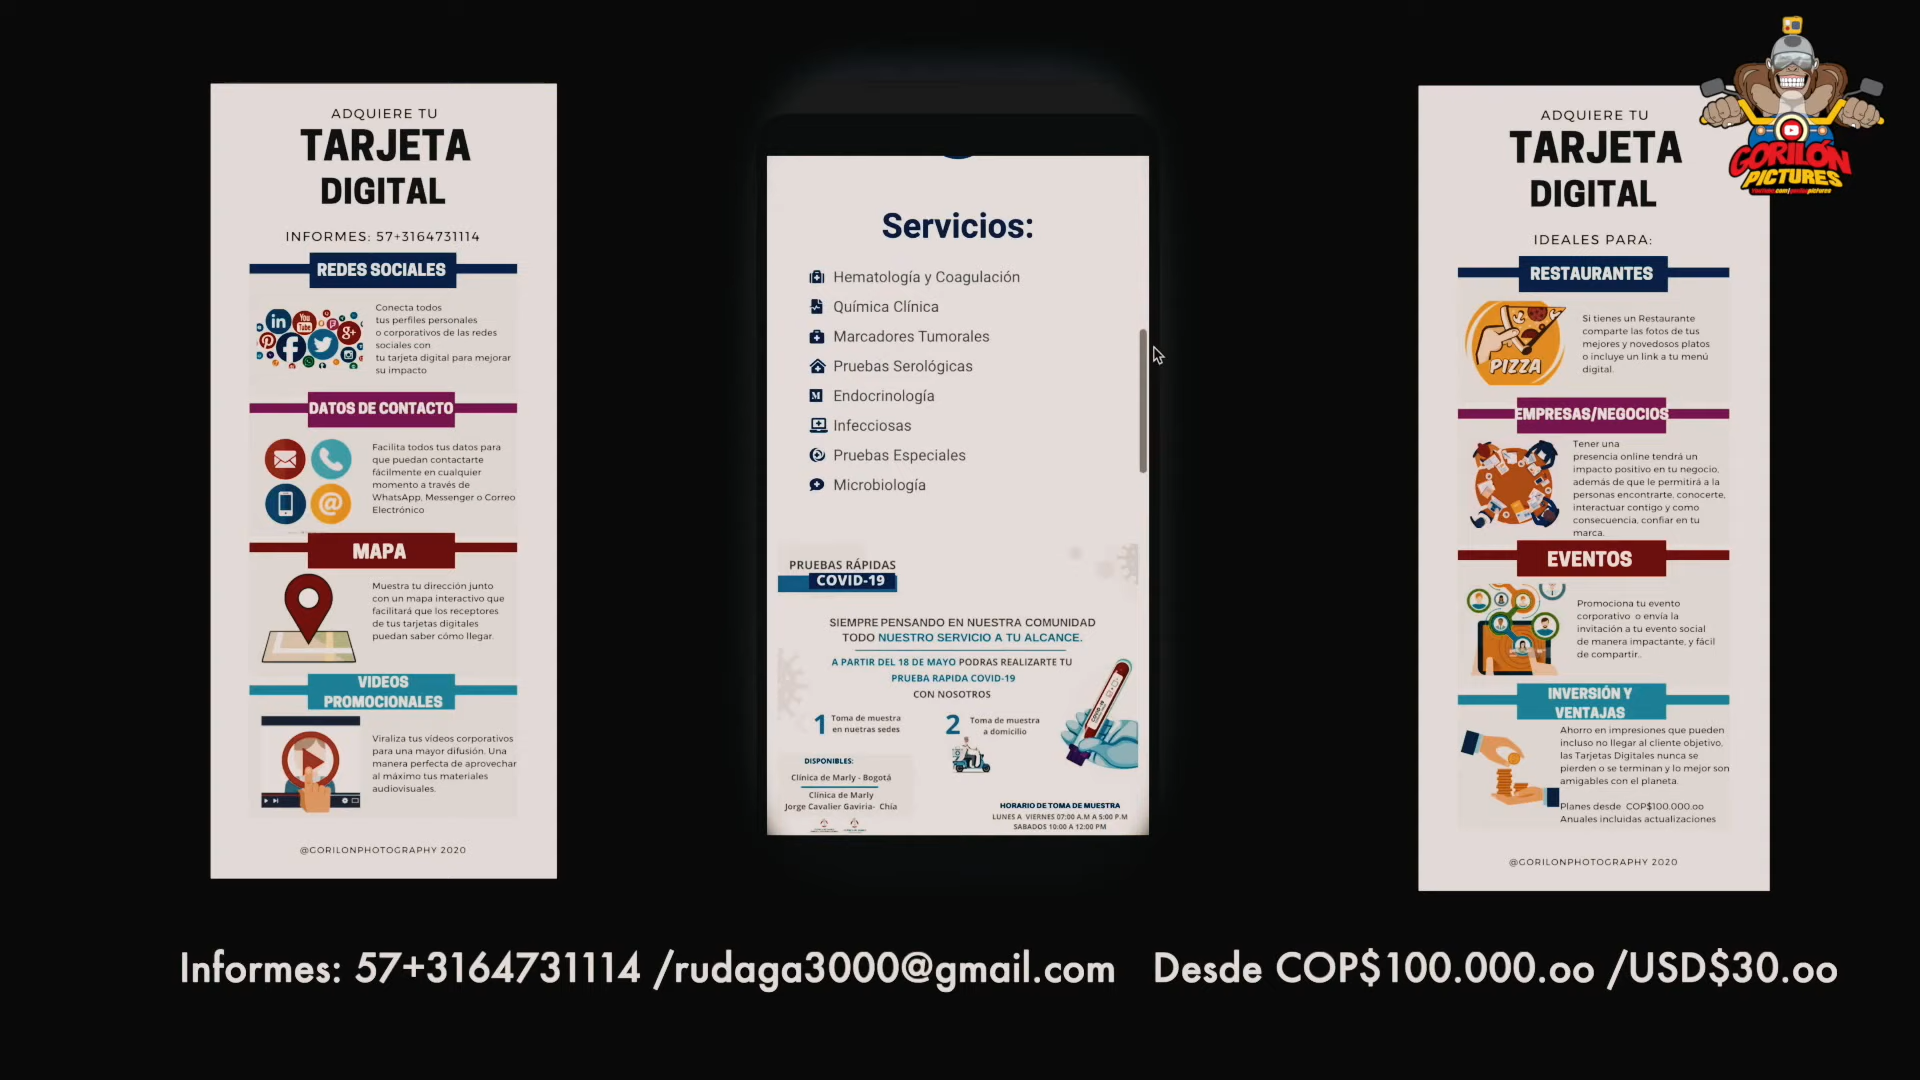 ADQUIERE TU
TARJETA
DIGITAL
INFORMES: 57+3164731114
REDES SOCIALES
in
You
Tube
g+
Conecta todos
tus perfiles personales
o corporativos de las redes
sociales con
tu tarjeta digital para mejorar
su impacto
DATOS DE CONTACTO
Facilita todos tus datos para
que puedan contactarte
fácilmente en cualquier
momento a través de
WhatsApp, Messenger o Correo
Electrónico
@
MAPA
Muestra tu dirección junto
con un mapa interactivo que
facilitará que los receptores
de tus tarjetas digitales
puedan saber cómo llegar.
VIDEOS
PROMOCIONALES
Viraliza tus vídeos corporativos
para una mayor difusión. Una
manera perfecta de aprovechar
al máximo tus materiales
audiovisuales.
@GORILONPHOTOGRAPHY 2020
Servicios:
Hematología y Coagulación
Química Clínica
Marcadores Tumorales
Pruebas Serológicas
Endocrinología
Infecciosas
Pruebas Especiales
Microbiología
PRUEBAS RÁPIDAS
COVID-19
SIEMPRE PENSANDO EN NUESTRA COMUNIDAD
TODO NUESTRO SERVICIO A TU ALCANCE.
A PARTIR DEL 18 DE MAYO PODRAS REALIZARTE TU
PRUEBA RAPIDA COVID-19
CON NOSOTROS
1 Toma de muestra
en nuetras sedes
2 Toma de muestra
a domicilio
COVID-19
DISPONIBLES:
Clínica de Marly - Bogotá
Clínica de Marly
Jorge Cavalier Gaviria- Chía
HORARIO DE TOMA DE MUESTRA
LUNES A VIERNES 07:00 A.M A 5:00 P.M
SABADOS 10:00 A 12:00 PM
ADQUIERE TU
TARJETA
DIGITAL
IDEALES PARA:
RESTAURANTES
PIZZA
Si tienes un Restaurante
comparte las fotos de tus
mejores y novedosos platos
o incluye un link a tu menú
digital.
EMPRESAS/NEGOCIOS
Tener una
presencia online tendrá un
impacto positivo en tu negocio,
además de que le permitirá a la
personas encontrarte, conocerte,
interactuar contigo y como
consecuencia, confiar en tu
marca.
EVENTOS
Promociona tu evento
corporativo o envía la
invitación a tu evento social
de manera impactante, y fácil
de compartir..
INVERSIÓN Y
VENTAJAS
Ahorro en impresiones que pueden
incluso no llegar al cliente objetivo,
las Tarjetas Digitales nunca se
pierden o se terminan y lo mejor son
amigables con el planeta.
Planes desde COP$100.000.oo
Anuales incluidas actualizaciones
@GORILONPHOTOGRAPHY 2020
GORILÓN
PICTURES
Informes: 57+3164731114 /rudaga3000@gmail.com Desde COP$100.000.oo /USD$30.oo